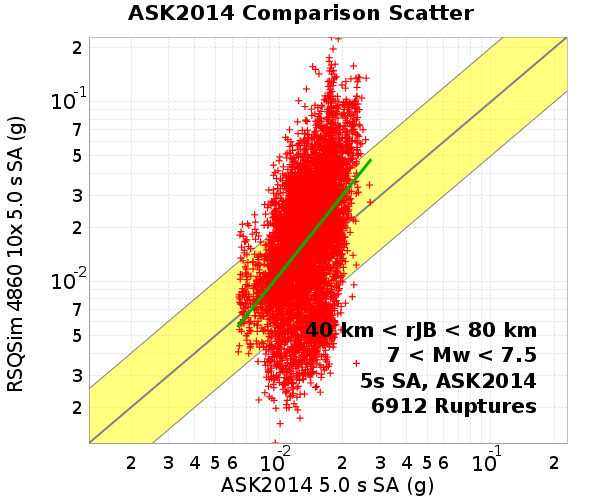 ASK2014 Comparison Scatter
RSQSim 4860 10x 5.0 s SA (g)
2
10-1
7
5
3
2
10-2
7
5
3
2
40 km < rJB < 80 km
7 < Mw < 7.5
5s SA, ASK2014
6912 Ruptures
2 3 4 5 6 10-2 2 3 4 5 6 10-1 2
ASK2014 5.0 s SA (g)